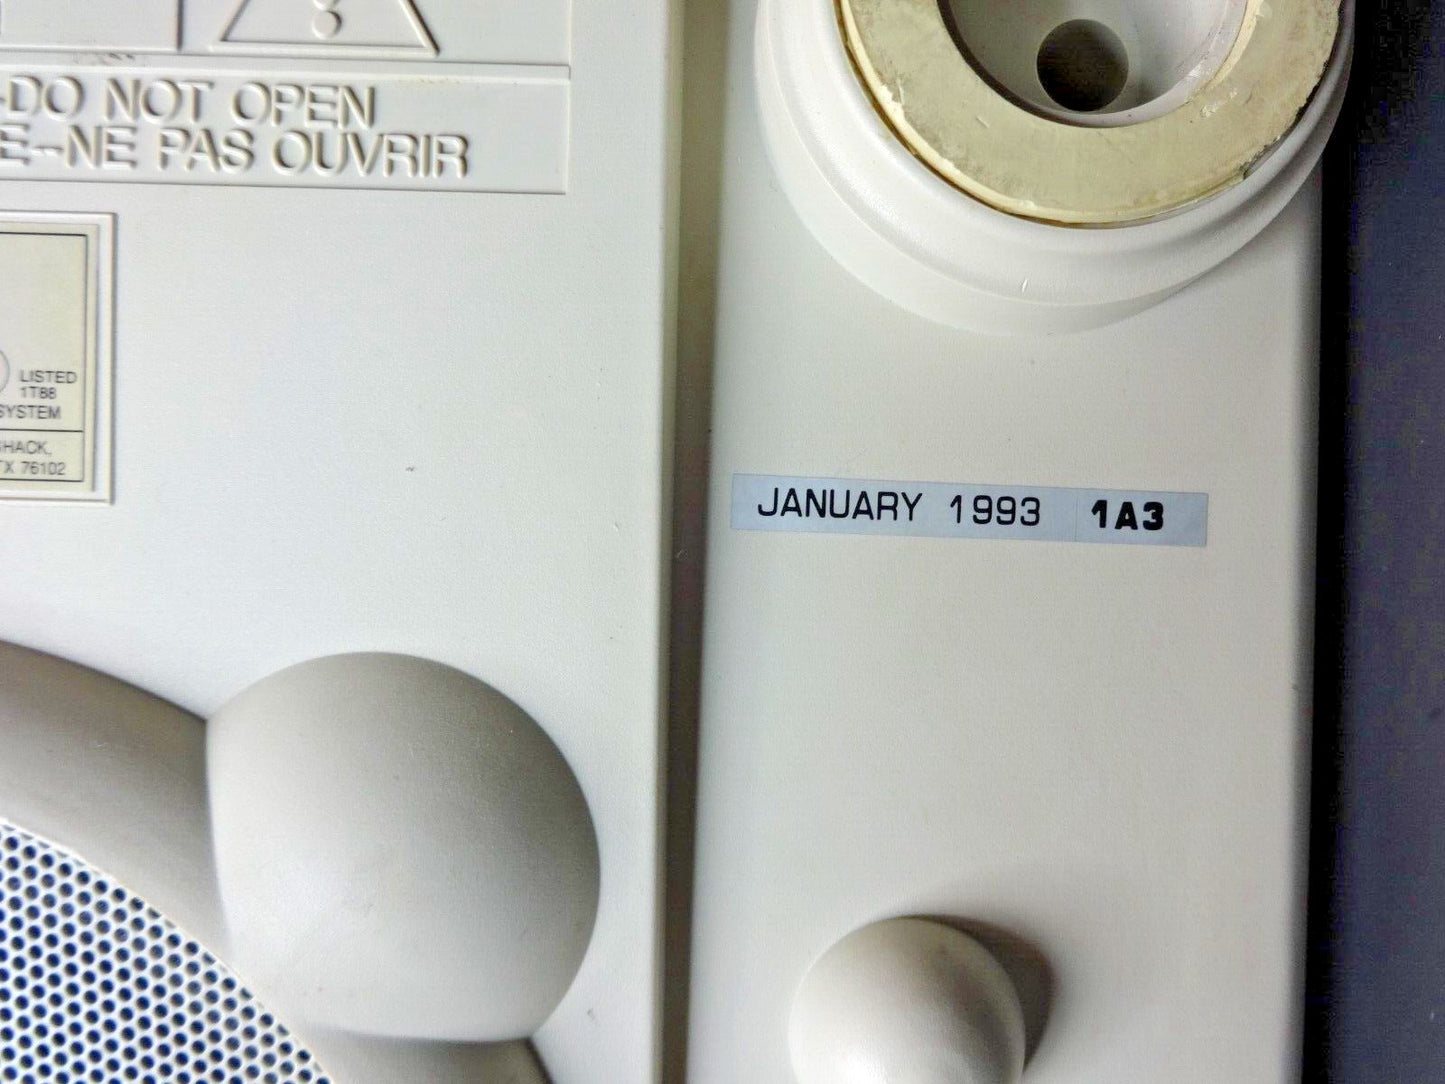 -DO NOT OPEN
E--NE PAS OUVRIR
LISTED
1T88
SYSTEM
HACK,
TX 76102
JANUARY 1993 1A3